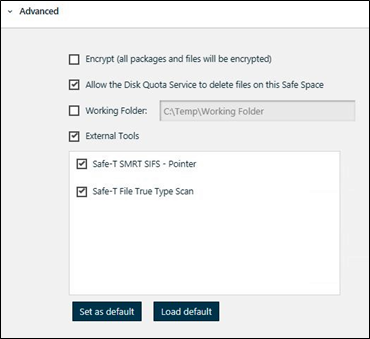 Advanced
Encrypt (all packages and files will be encrypted)
Allow the Disk Quota Service to delete files on this Safe Space
Working Folder: C:\Temp\Working Folder
External Tools
Safe-T SMRT SIFS - Pointer
Safe-T File True Type Scan
Set as default Load default